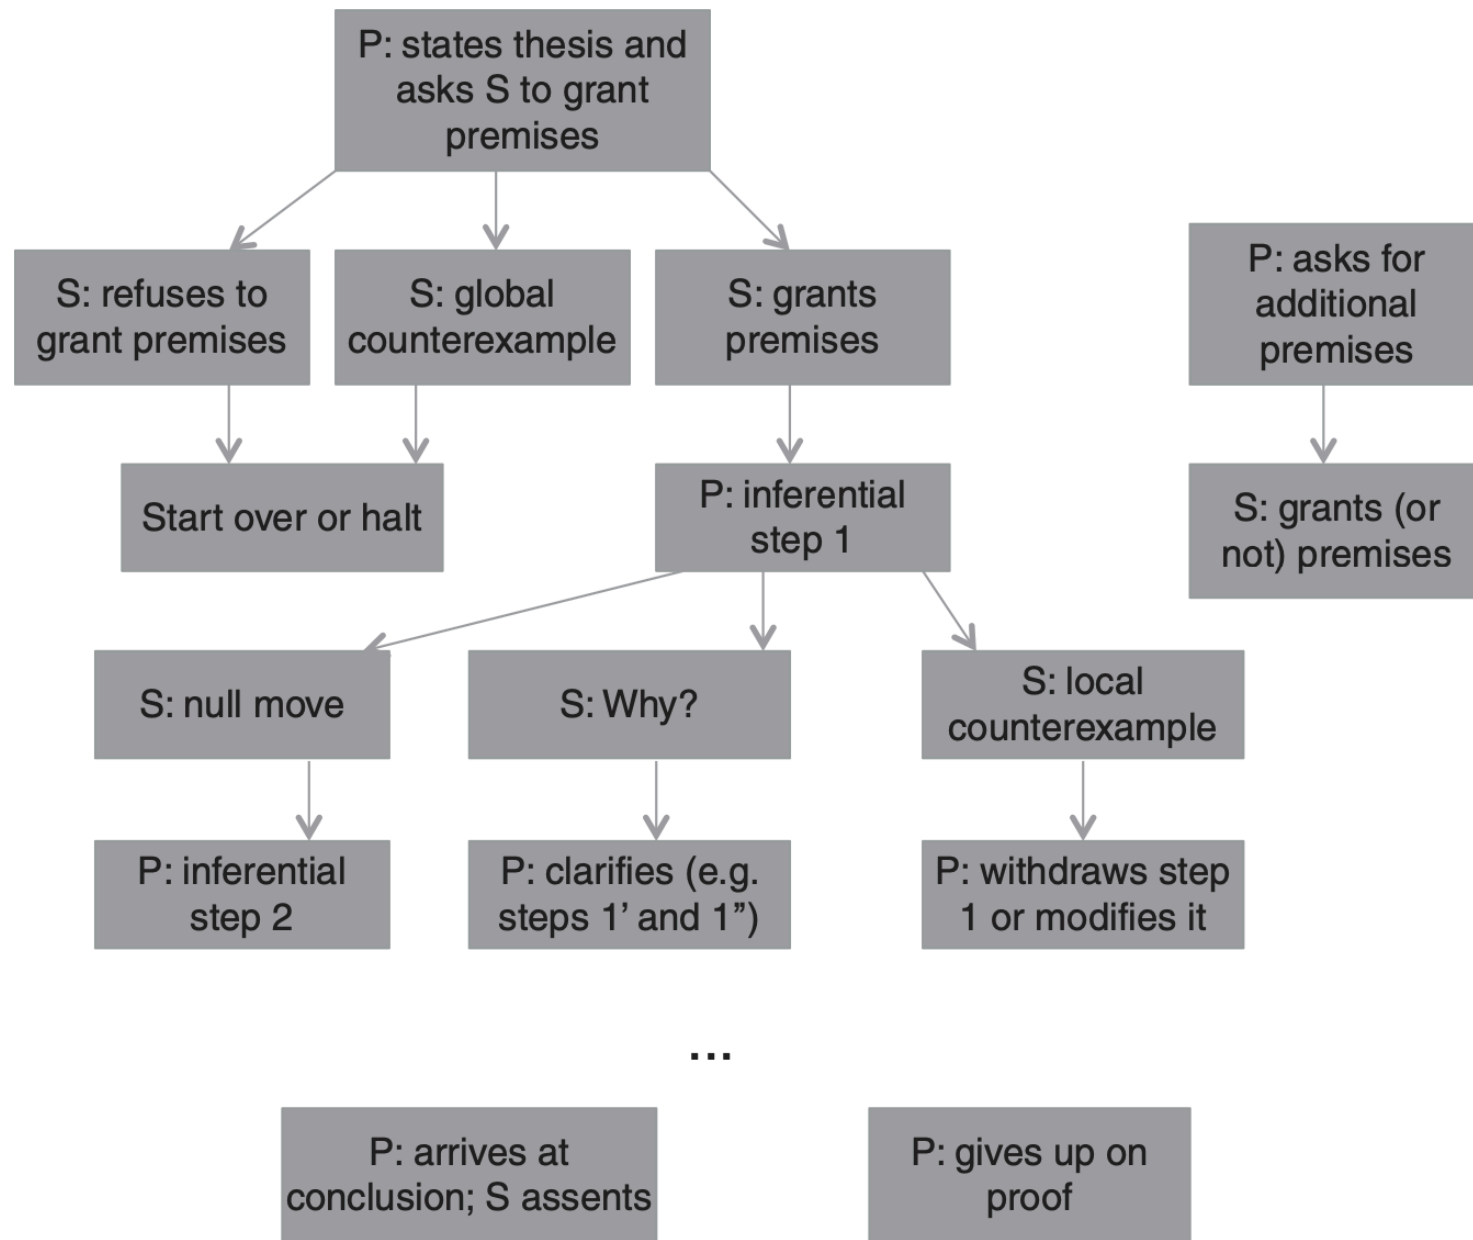 P: states thesis and
asks S to grant
premises
S: refuses to
grant premises
S: global
counterexample
S: grants
premises
P: asks for
additional
premises
Start over or halt
P: inferential
step 1
S: grants (or
not) premises
S: null move
S: Why?
S: local
counterexample
P: inferential
step 2
P: clarifies (e.g.
steps 1’ and 1”)
P: withdraws step
1 or modifies it
...
P: arrives at
conclusion; S assents
P: gives up on
proof